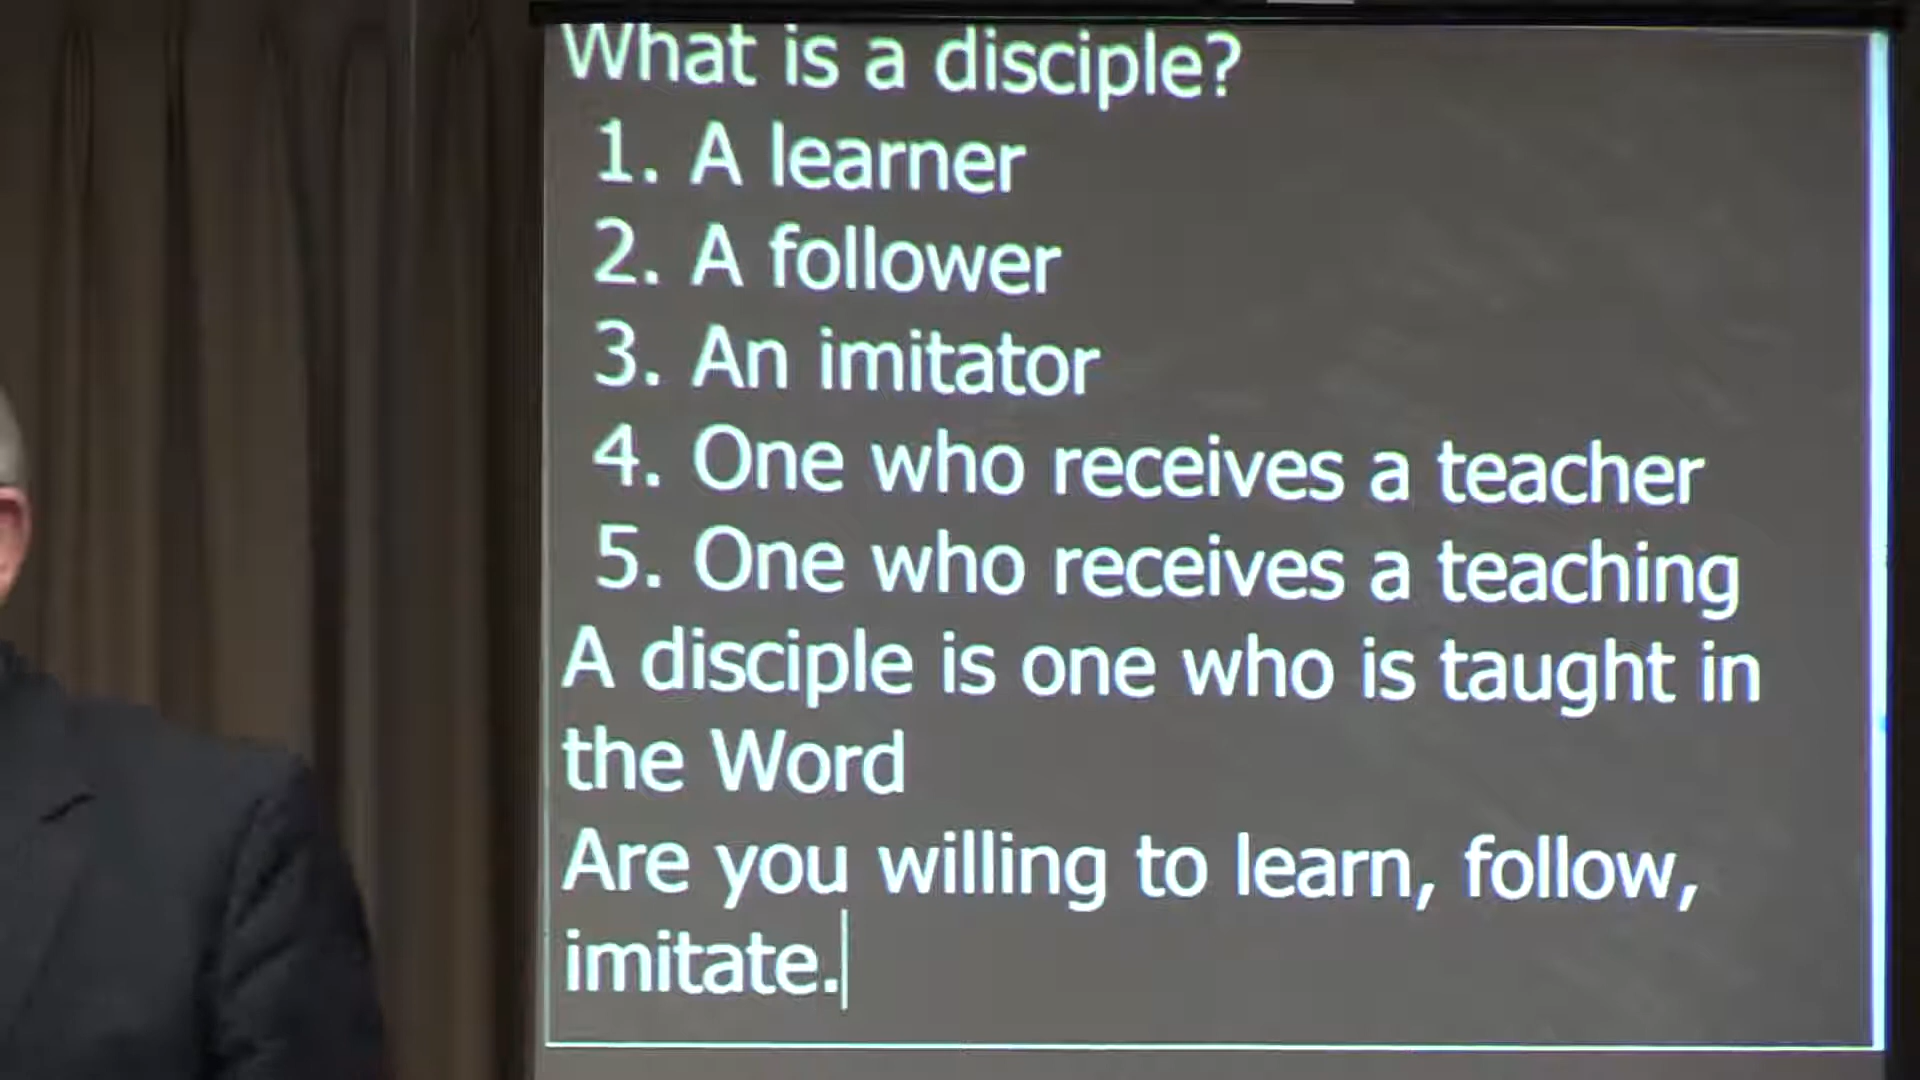 What is a disciple?
1. A learner
2. A follower
3. An imitator
4. One who receives a teacher
5. One who receives a teaching
A disciple is one who is taught in
the Word
Are you willing to learn, follow,
imitate.